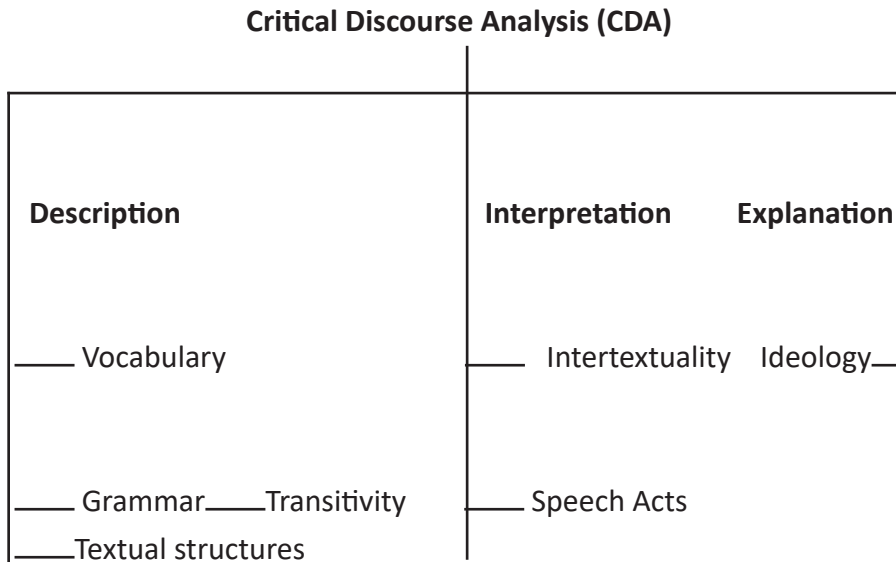 Critical Discourse Analysis (CDA)
Description Interpretation Explanation
Vocabulary Intertextuality Ideology
Grammar Transitivity Speech Acts
Textual structures